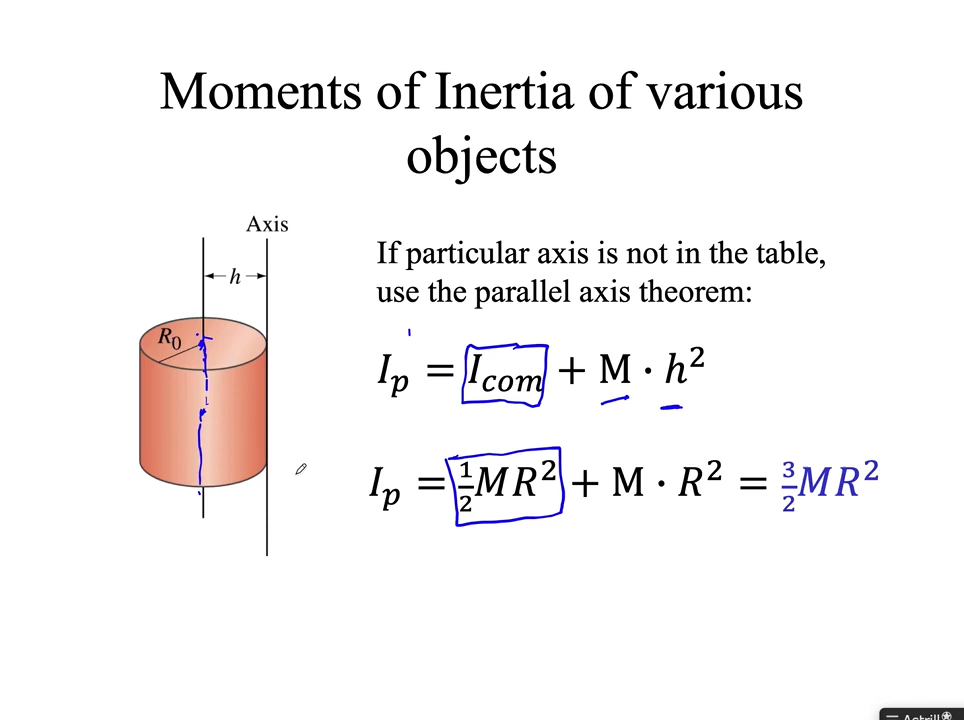 Moments of Inertia of various
objects
Axis
h
R₀
If particular axis is not in the table,
use the parallel axis theorem:
I_p = I_com + M · h²
I_p = ½MR² + M · R² = 3/2 MR²
Astrill